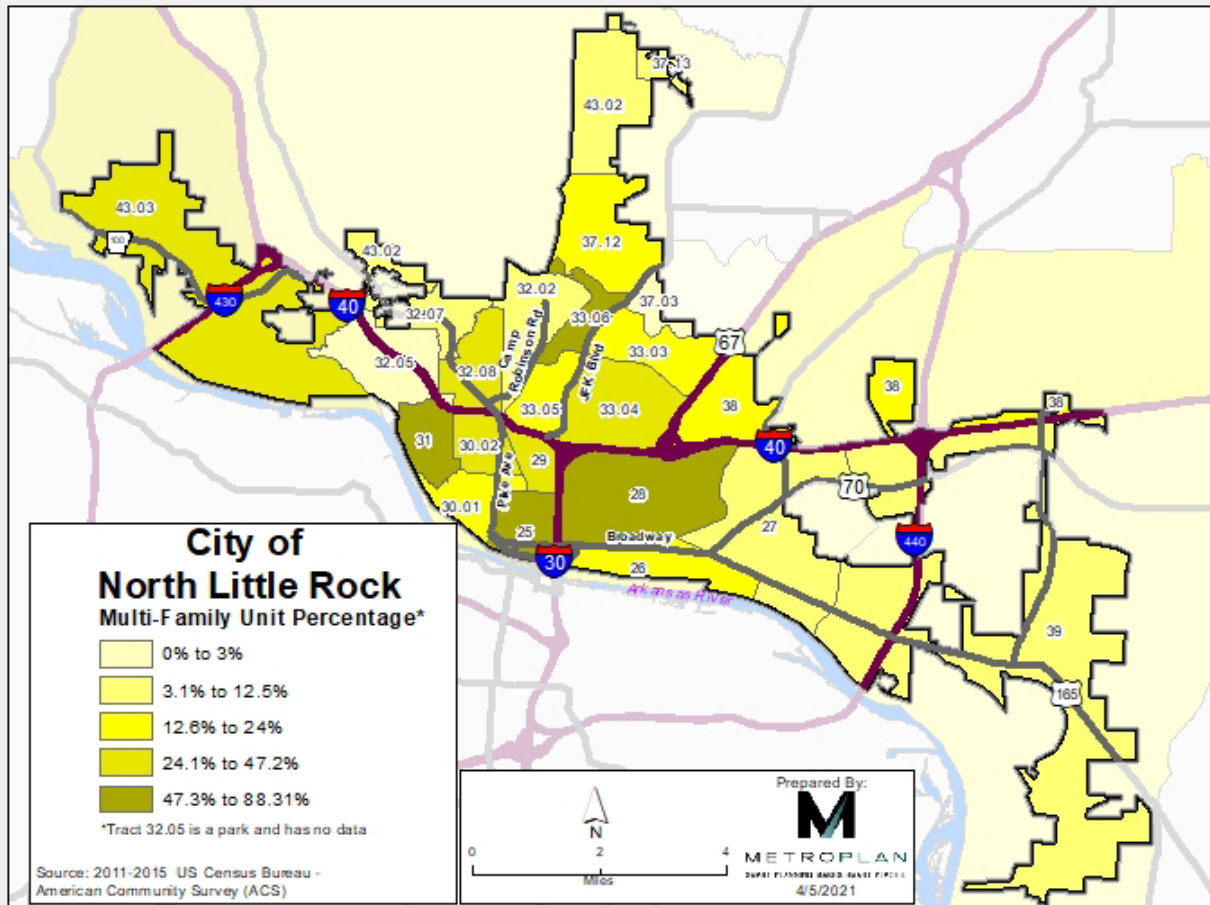 37.13
43.02
43.03
100
43.02
37.12
32.02
37.03
430
40
32.07
33.06
Camp
Robinson Rd
JFK Blvd
33.03
67
32.05
32.08
33.05
33.04
38
38
38
31
30.02
29
40
70
Pike Ave
28
27
30.01
25
Broadway
440
30
26
Arkansas River
39
165
City of
North Little Rock
Multi-Family Unit Percentage*
0% to 3%
3.1% to 12.5%
12.6% to 24%
24.1% to 47.2%
47.3% to 88.31%
*Tract 32.05 is a park and has no data
Source: 2011-2015 US Census Bureau -
American Community Survey (ACS)
N
0 2 4
Miles
Prepared By:
M
METROPLAN
SMART PLANNING MAKES SMART PLACES
4/5/2021